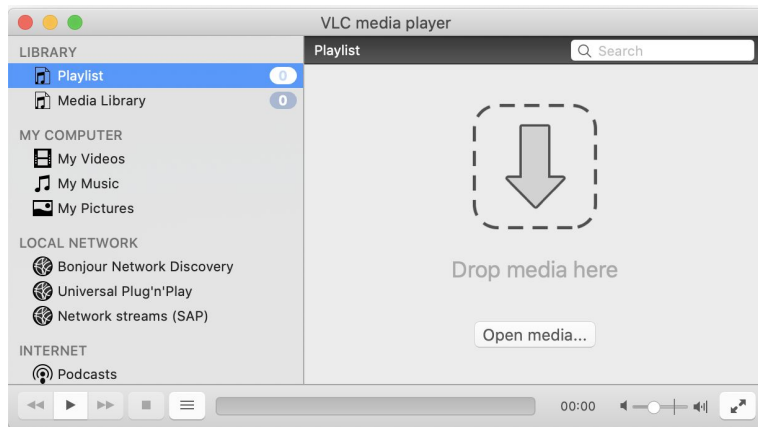 VLC media player
LIBRARY
Playlist 0
Media Library 0
MY COMPUTER
My Videos
My Music
My Pictures
LOCAL NETWORK
Bonjour Network Discovery
Universal Plug'n'Play
Network streams (SAP)
INTERNET
Podcasts
Playlist
Search
Drop media here
Open media...
00:00